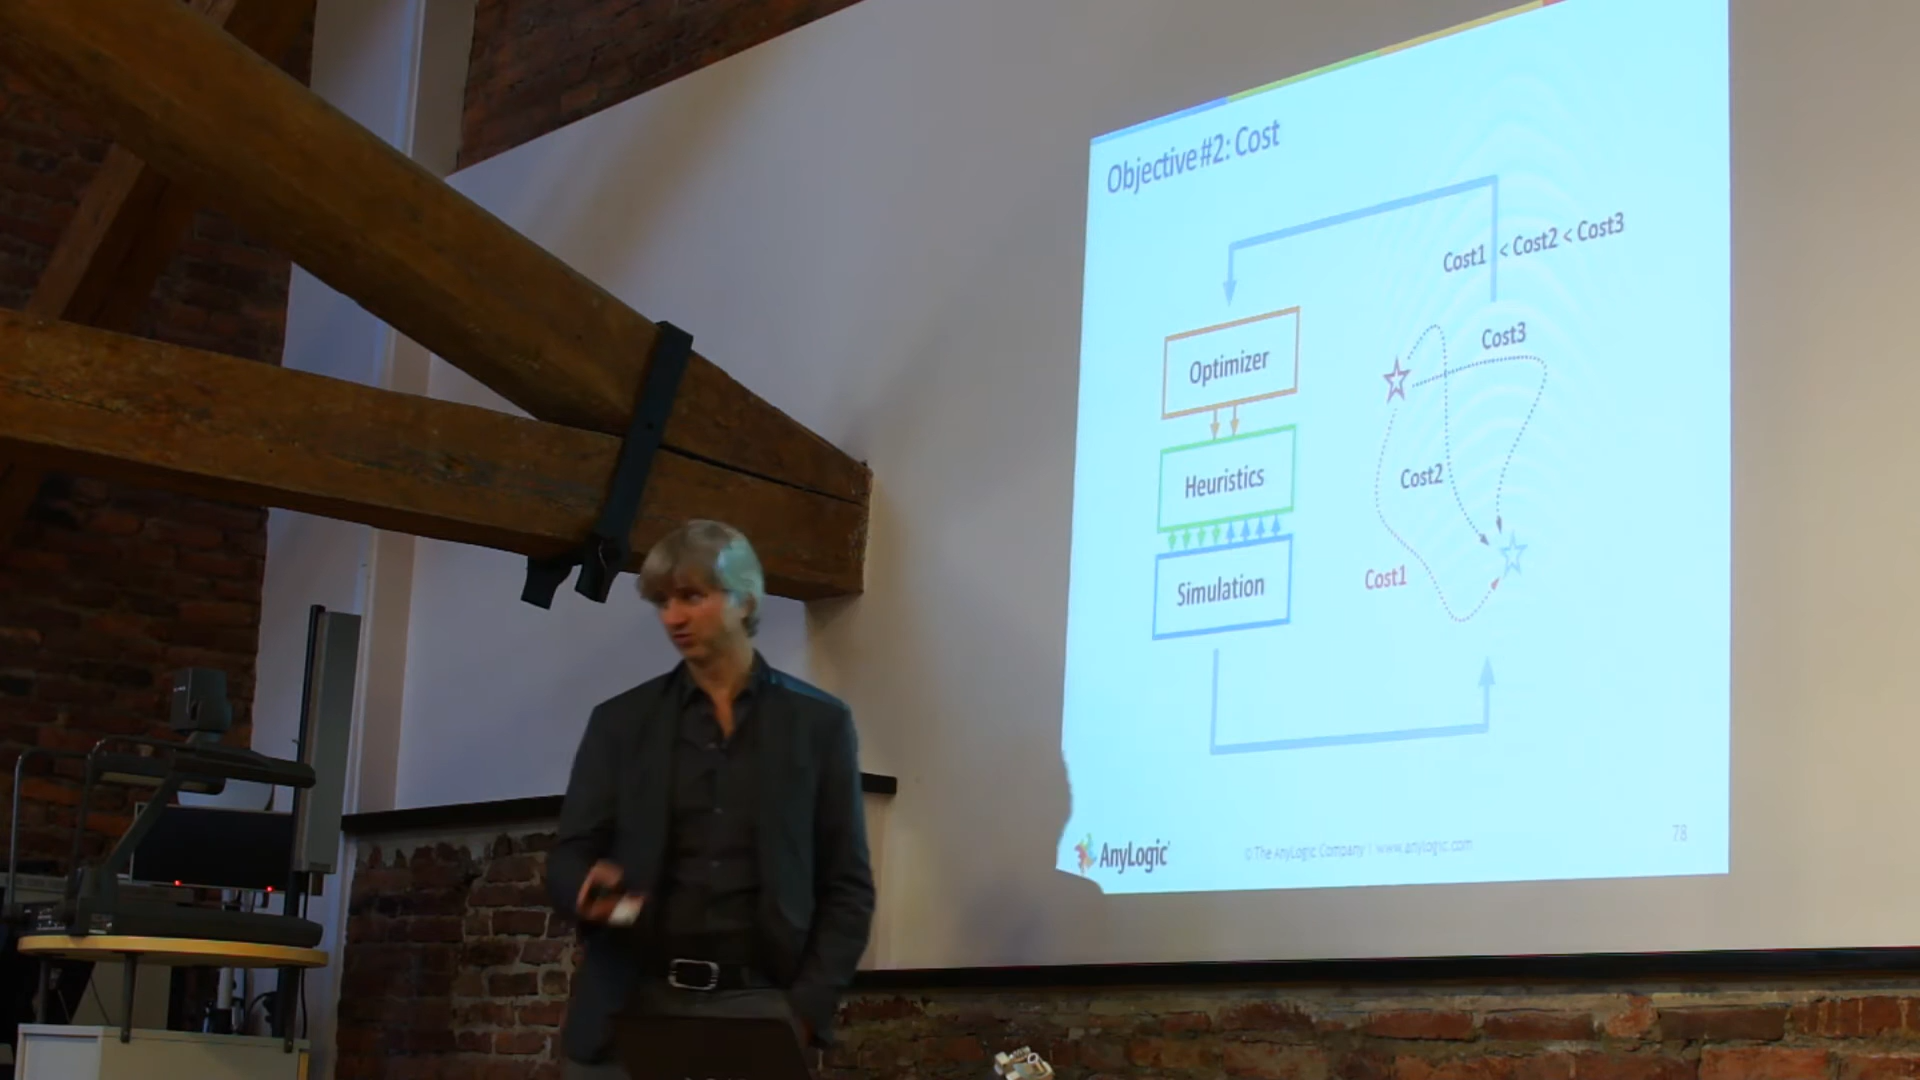 Objective #2: Cost
Cost1 < Cost2 < Cost3
Cost3
Optimizer
Heuristics
Cost2
Simulation
Cost1
AnyLogic
© The AnyLogic Company | www.anylogic.com
78